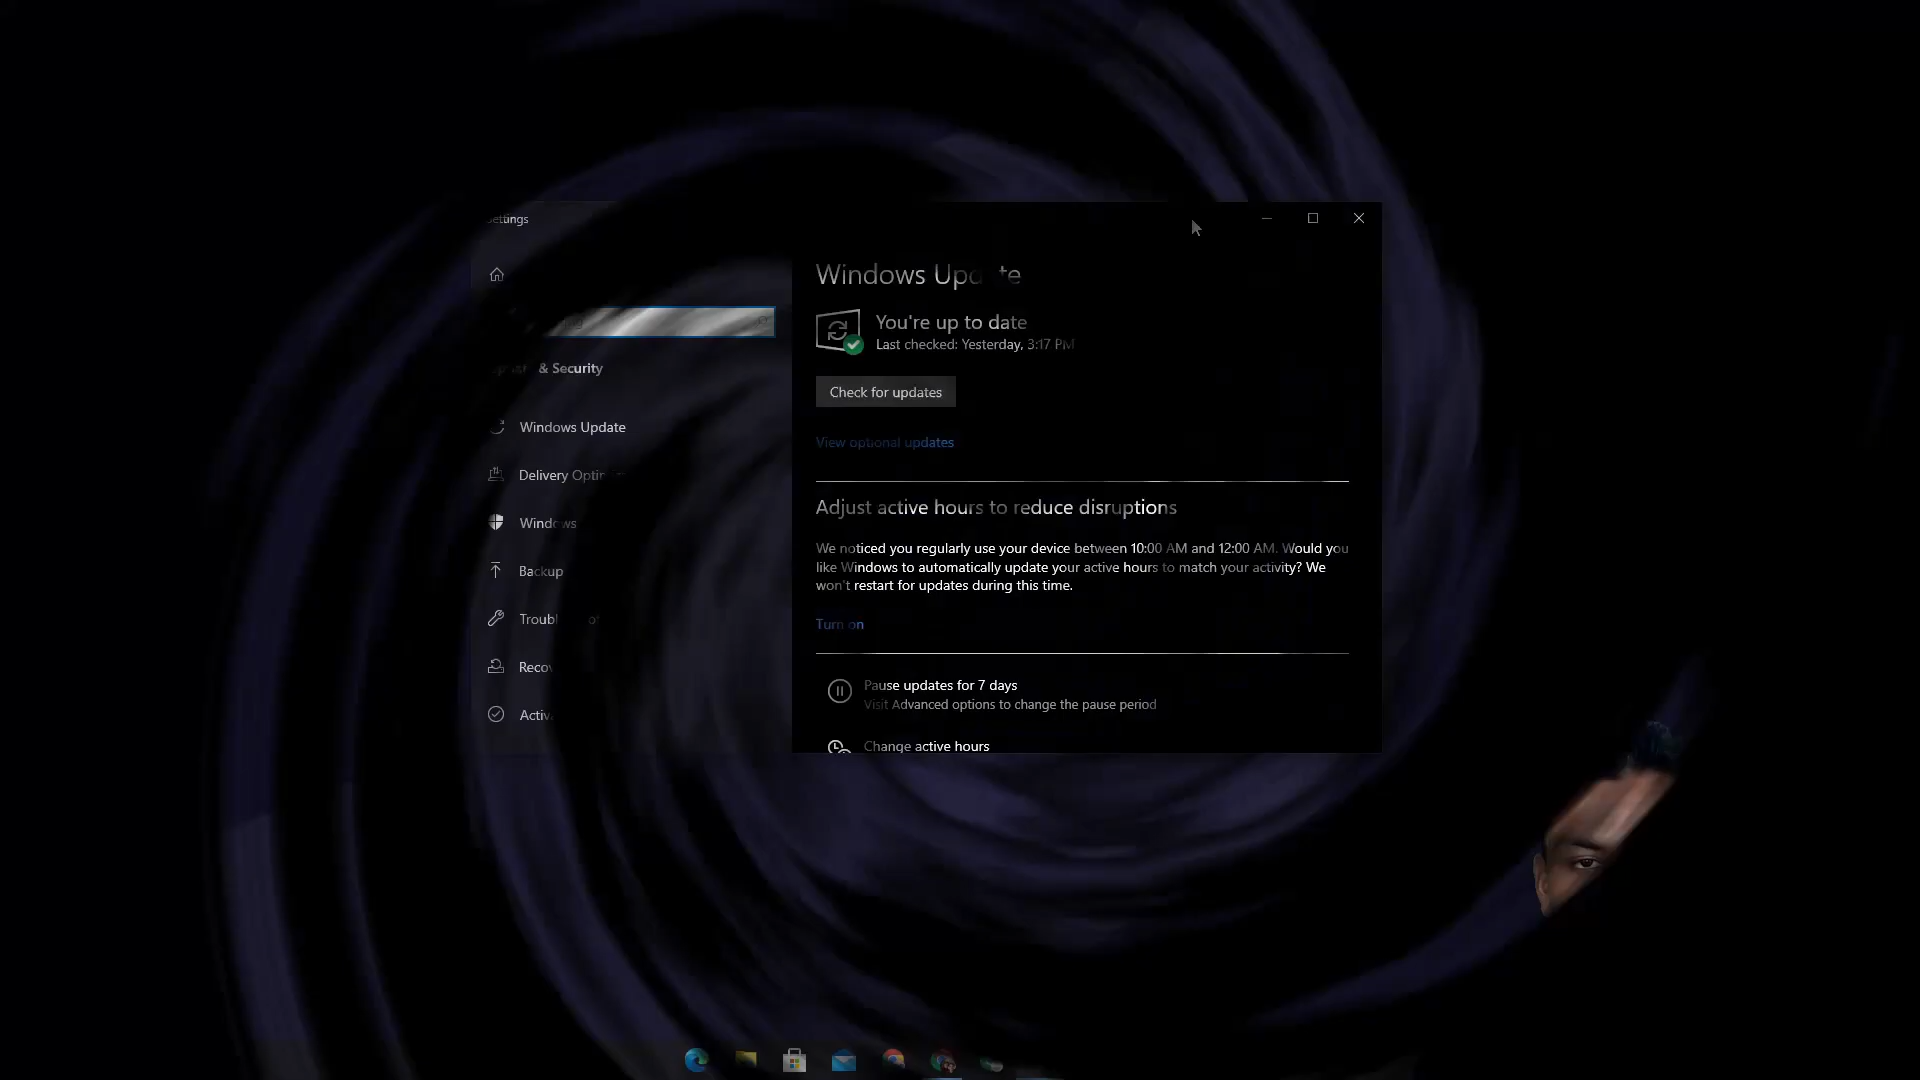 Settings
Windows Update
You're up to date
Last checked: Yesterday, 3:17 PM
Check for updates
View optional updates
& Security
Windows Update
Delivery
Windows
Backup
Adjust active hours to reduce disruptions
We noticed you regularly use your device between 10:00 AM and 12:00 AM. Would you
like Windows to automatically update your active hours to match your activity? We
won't restart for updates during this time.
Turn on
Pause updates for 7 days
Visit Advanced options to change the pause period
Change active hours